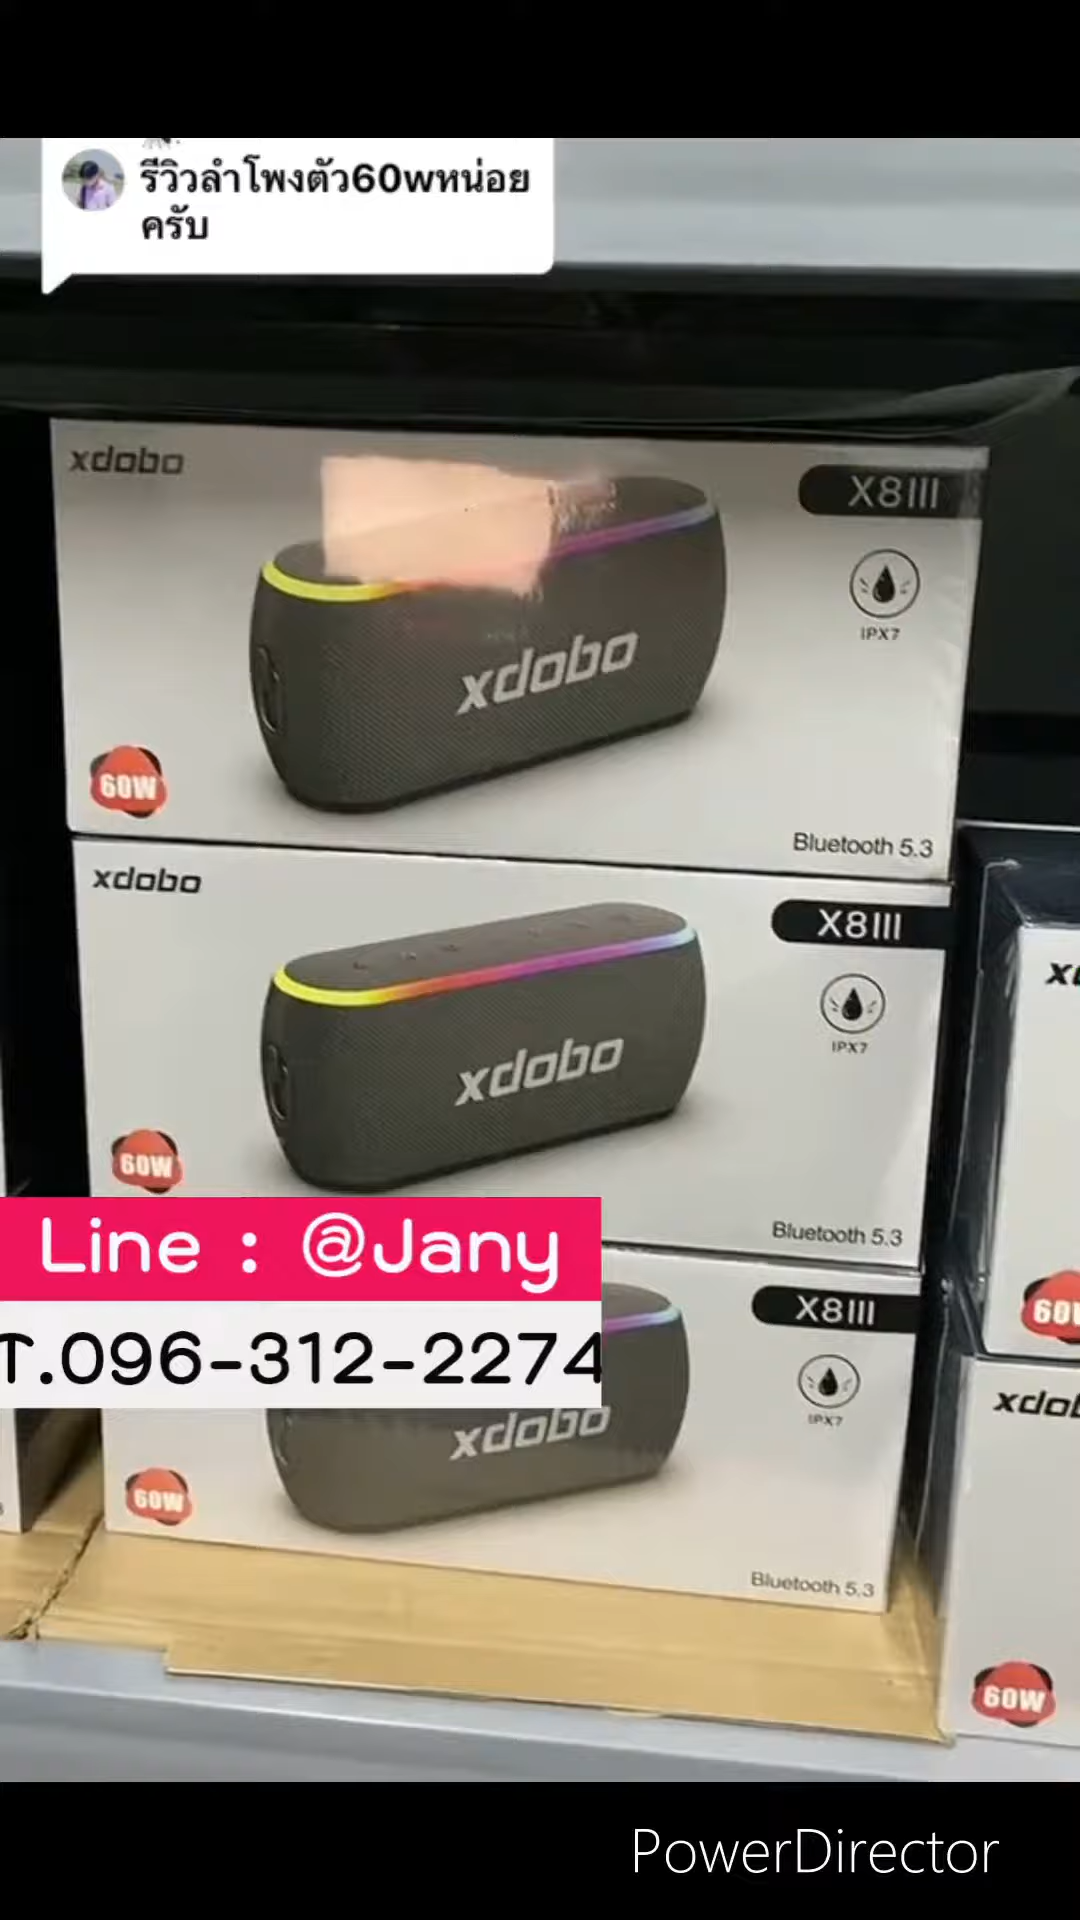 รีวิวลำโพงตัว60wหน่อย
ครับ
xdobo
X8III
IPX7
xdobo
60W
Bluetooth 5.3
xdobo
X8III
IPX7
xdobo
60W
Bluetooth 5.3
Line : @Jany
T.096-312-2274
X8III
IPX7
xdobo
60W
Bluetooth 5.3
60W
60W
PowerDirector